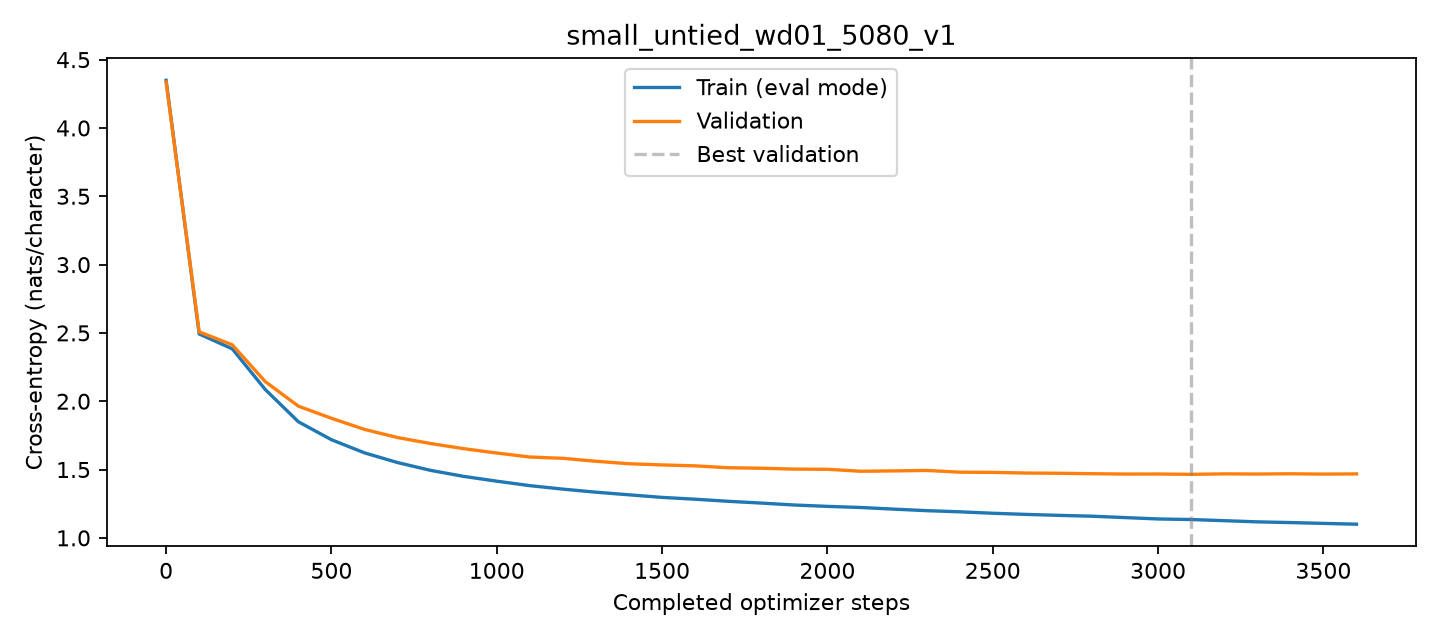 small_untied_wd01_5080_v1
Train (eval mode)
Validation
Best validation
Cross-entropy (nats/character)
4.5
4.0
3.5
3.0
2.5
2.0
1.5
1.0
0
500
1000
1500
2000
2500
3000
3500
Completed optimizer steps